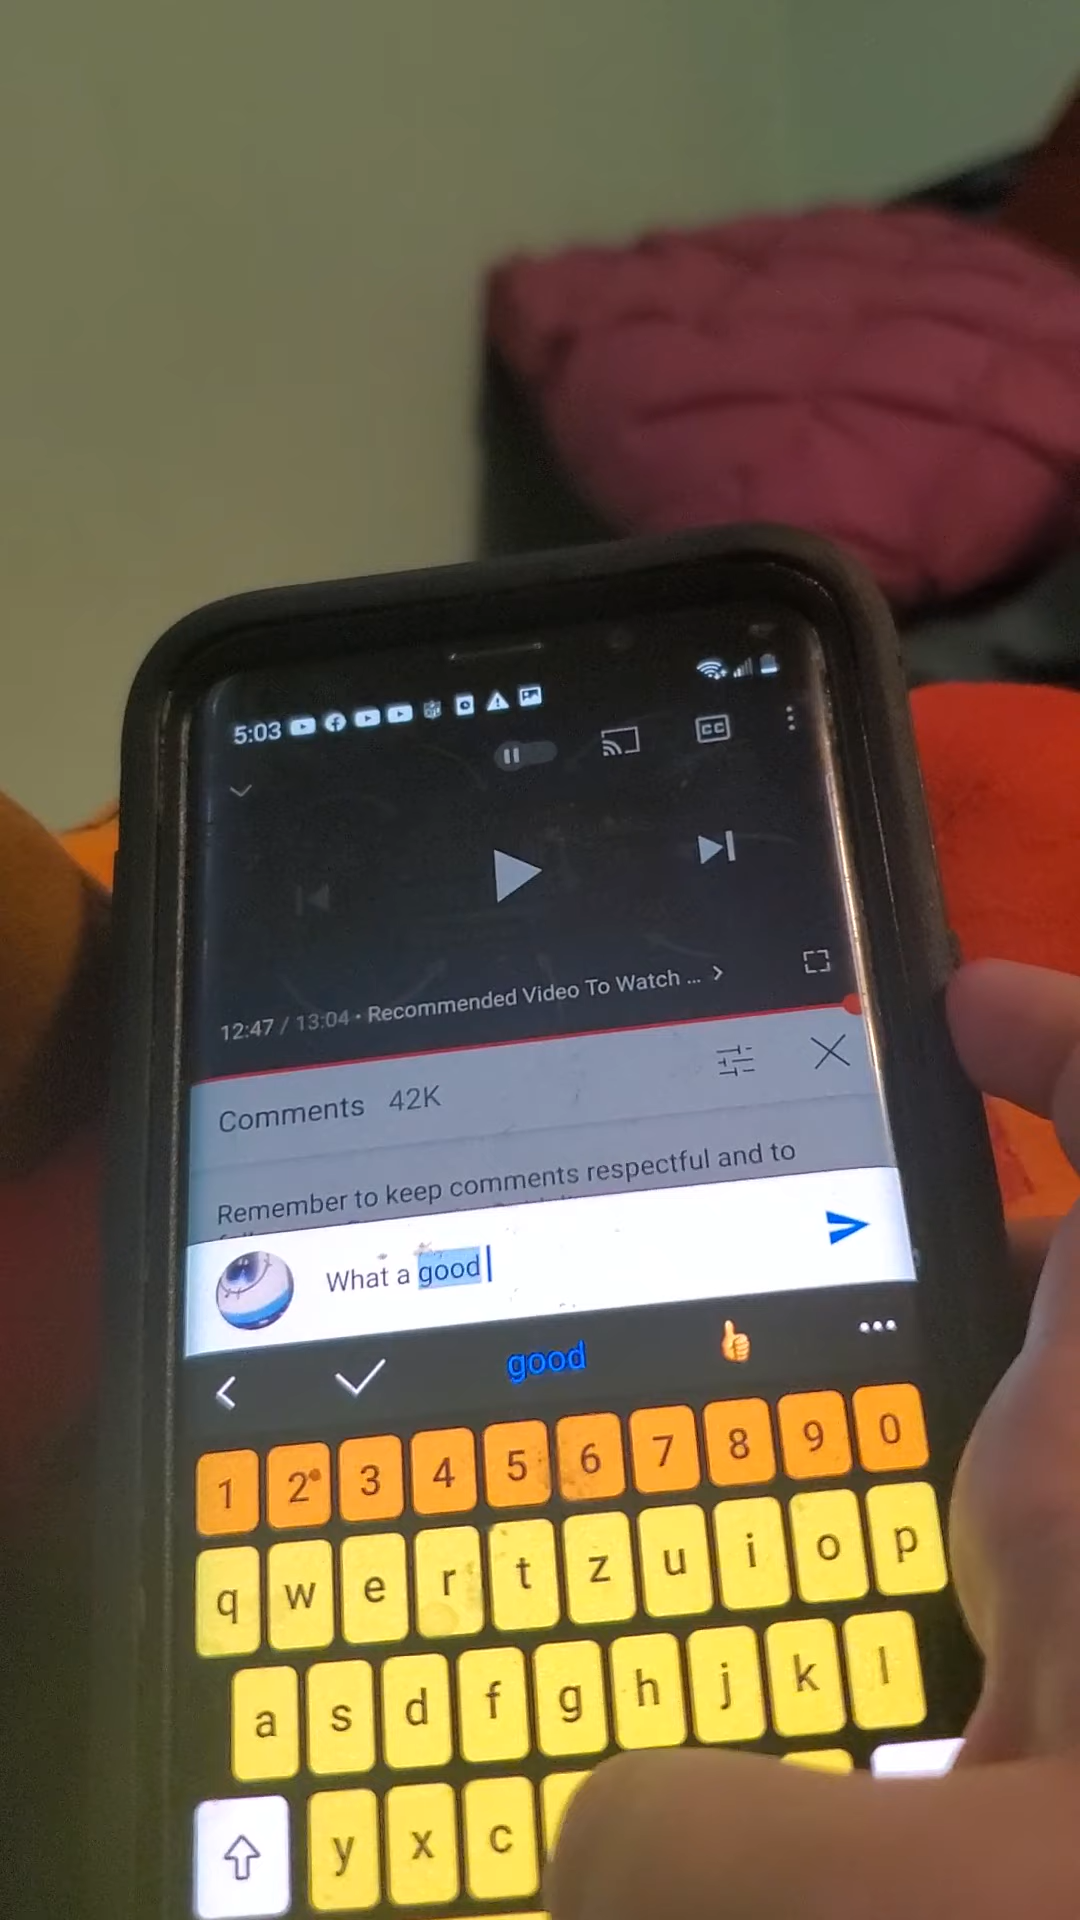 5:03
CC
12:47 / 13:04 • Recommended Video To Watch ... >
Comments 42K
Remember to keep comments respectful and to
What a good
good
1 2 3 4 5 6 7 8 9 0
q w e r t z u i o p
a s d f g h j k l
y x c